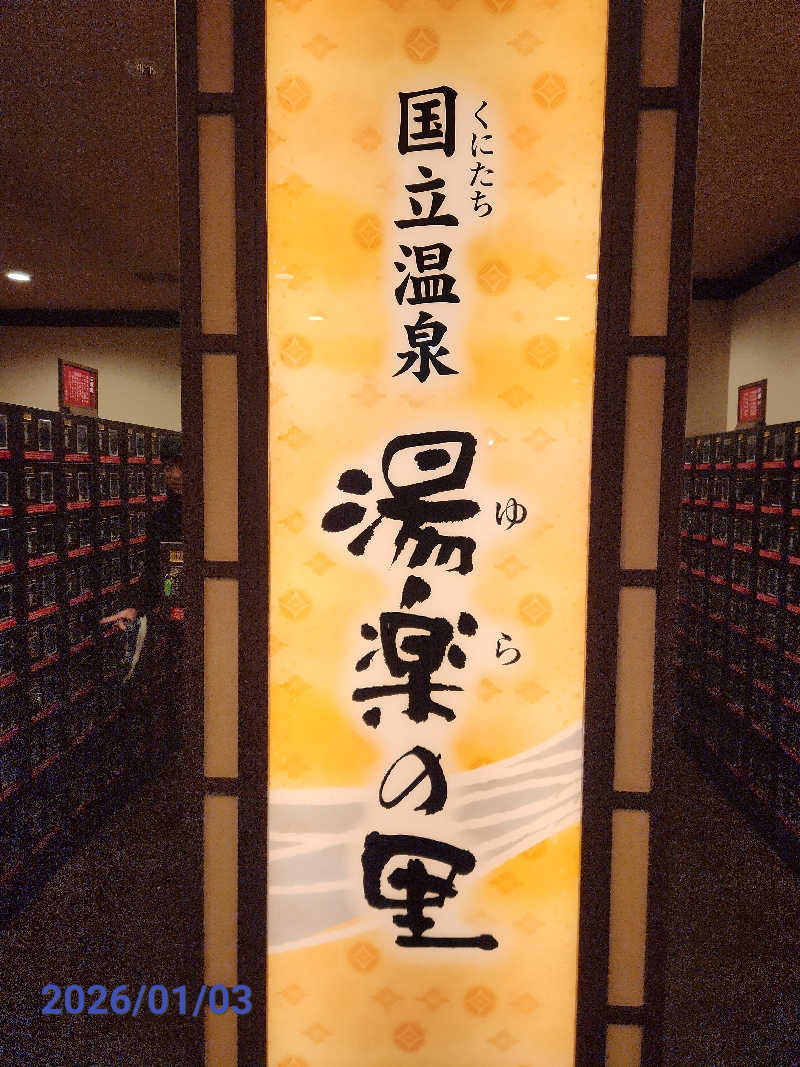 国立温泉
くにたち
湯楽の里
ゆら
2026/01/03